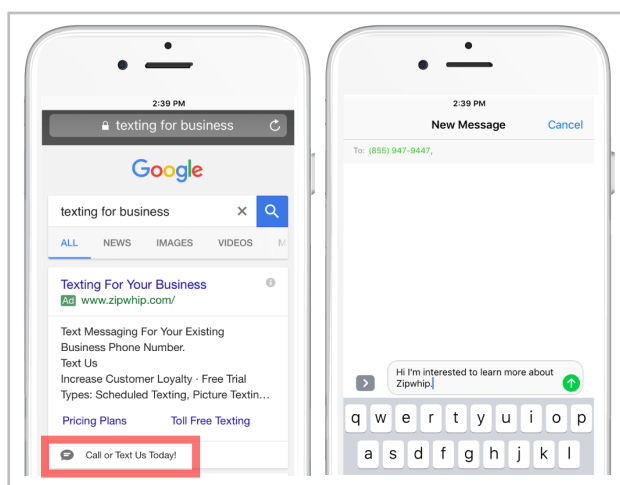 2:39 PM
texting for business
Google
texting for business
ALL NEWS IMAGES VIDEOS M
Texting For Your Business
Ad www.zipwhip.com/
Text Messaging For Your Existing
Business Phone Number.
Text Us
Increase Customer Loyalty · Free Trial
Types: Scheduled Texting, Picture Textin…
Pricing Plans Toll Free Texting
Call or Text Us Today!
2:39 PM
New Message Cancel
To: (855) 947-9447,
Hi I'm interested to learn more about
Zipwhip.
q w e r t y u i o p
a s d f g h j k l